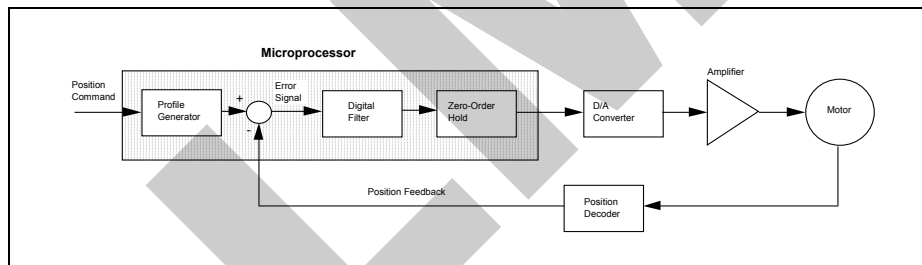 Microprocessor
Position
Command
Profile
Generator
+
-
Error
Signal
Digital
Filter
Zero-Order
Hold
D/A
Converter
Amplifier
Motor
Position Feedback
Position
Decoder